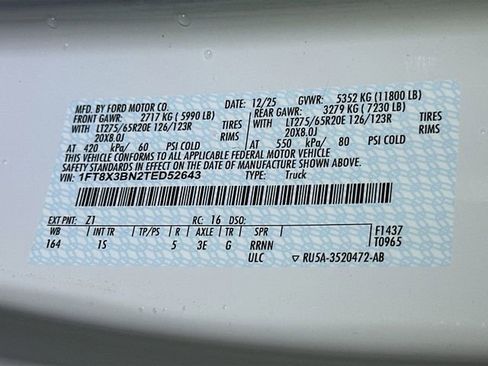 MFD. BY FORD MOTOR CO. DATE: 12/25 GVWR: 5352 KG (11800 LB)
FRONT GAWR: 2717 KG (5990 LB) REAR GAWR: 3279 KG (7230 LB)
WITH LT275/65R20E 126/123R TIRES WITH LT275/65R20E 126/123R TIRES
20X8.0J RIMS 20X8.0J RIMS
AT 420 kPa/ 60 PSI COLD AT 550 kPa/ 80 PSI COLD
THIS VEHICLE CONFORMS TO ALL APPLICABLE FEDERAL MOTOR VEHICLE SAFETY AND BUMPER STANDARDS IN EFFECT ON THE DATE OF MANUFACTURE SHOWN ABOVE.
VIN: 1FT8X3BN2TED52643 TYPE: Truck
EXT PNT: Z1 RC: 16 DSO:
WB INT TR TP/PS R AXLE TR SPR F1437
164 1S 5 3E G RRNN T0965
ULC ▽ RU5A-3520472-AB